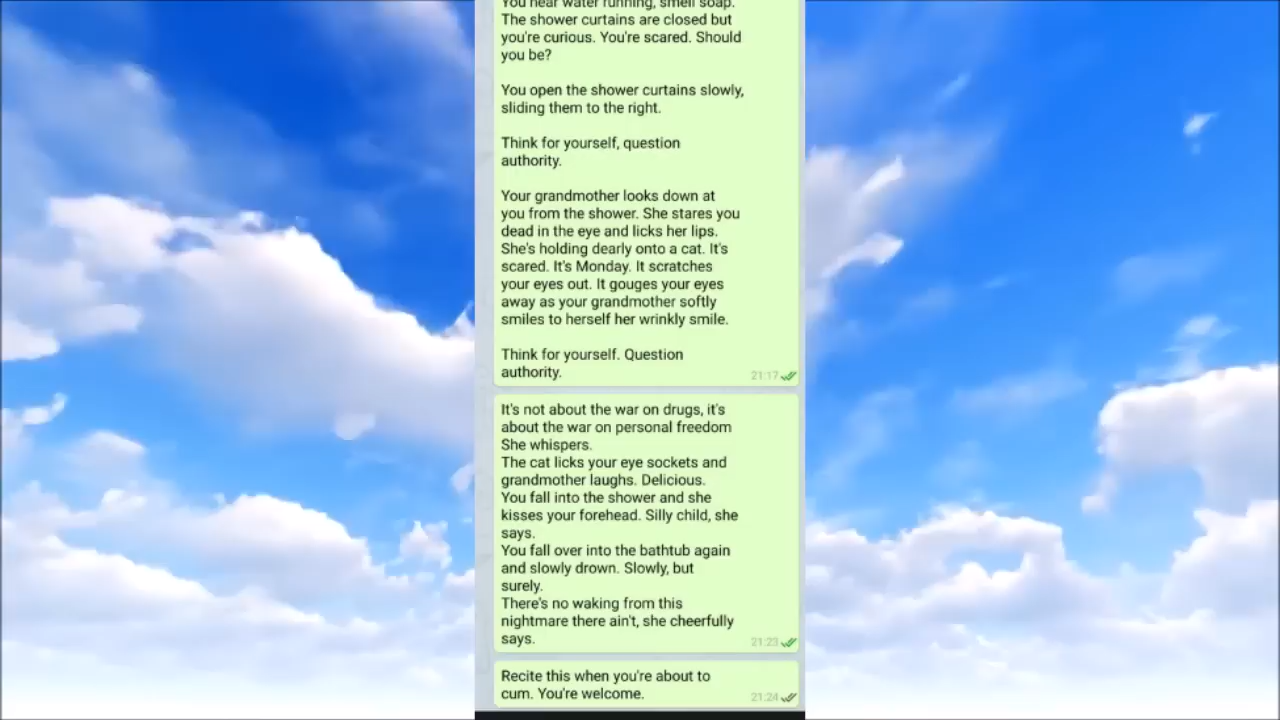 You hear water running, smell soap.
The shower curtains are closed but
you're curious. You're scared. Should
you be?
You open the shower curtains slowly,
sliding them to the right.
Think for yourself, question
authority.
Your grandmother looks down at
you from the shower. She stares you
dead in the eye and licks her lips.
She's holding dearly onto a cat. It's
scared. It's Monday. It scratches
your eyes out. It gouges your eyes
away as your grandmother softly
smiles to herself her wrinkly smile.
Think for yourself. Question
authority.
21:17
It's not about the war on drugs, it's
about the war on personal freedom
She whispers.
The cat licks your eye sockets and
grandmother laughs. Delicious.
You fall into the shower and she
kisses your forehead. Silly child, she
says.
You fall over into the bathtub again
and slowly drown. Slowly, but
surely.
There's no waking from this
nightmare there ain't, she cheerfully
says.
21:23
Recite this when you're about to
cum. You're welcome.
21:24